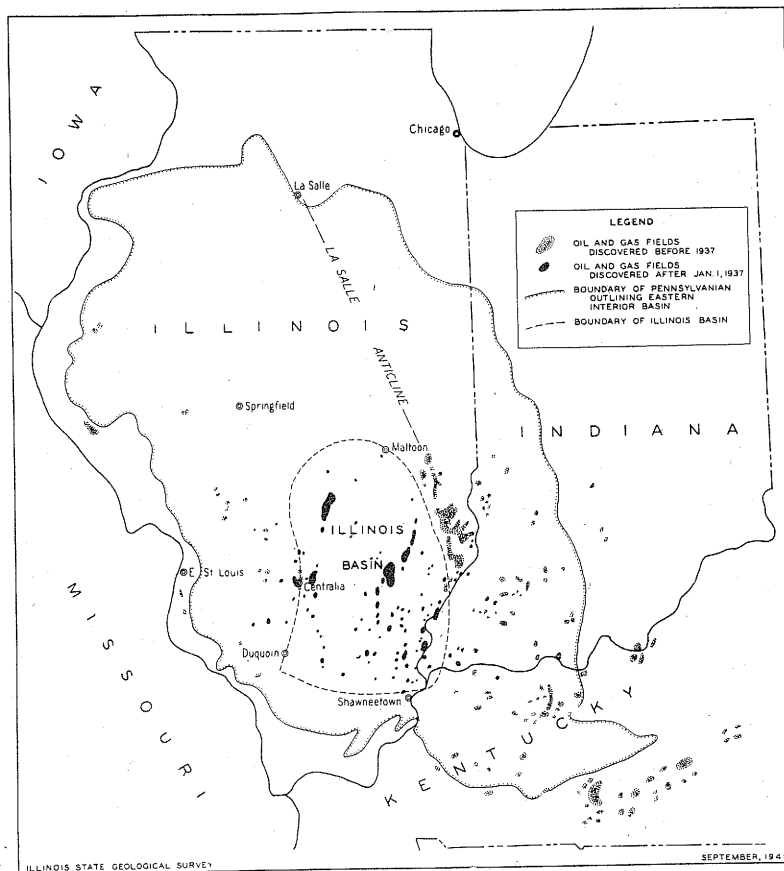 IOWA
Chicago
La Salle
LA SALLE ANTICLINE
LEGEND
OIL AND GAS FIELDS
DISCOVERED BEFORE 1937
OIL AND GAS FIELDS
DISCOVERED AFTER JAN. 1, 1937
BOUNDARY OF PENNSYLVANIAN
OUTLINING EASTERN
INTERIOR BASIN
BOUNDARY OF ILLINOIS BASIN
ILLINOIS
Springfield
Mattoon
INDIANA
ILLINOIS
BASIN
E. St Louis
Centralia
MISSOURI
Duquoin
Shawneetown
KENTUCKY
ILLINOIS STATE GEOLOGICAL SURVEY
SEPTEMBER, 194